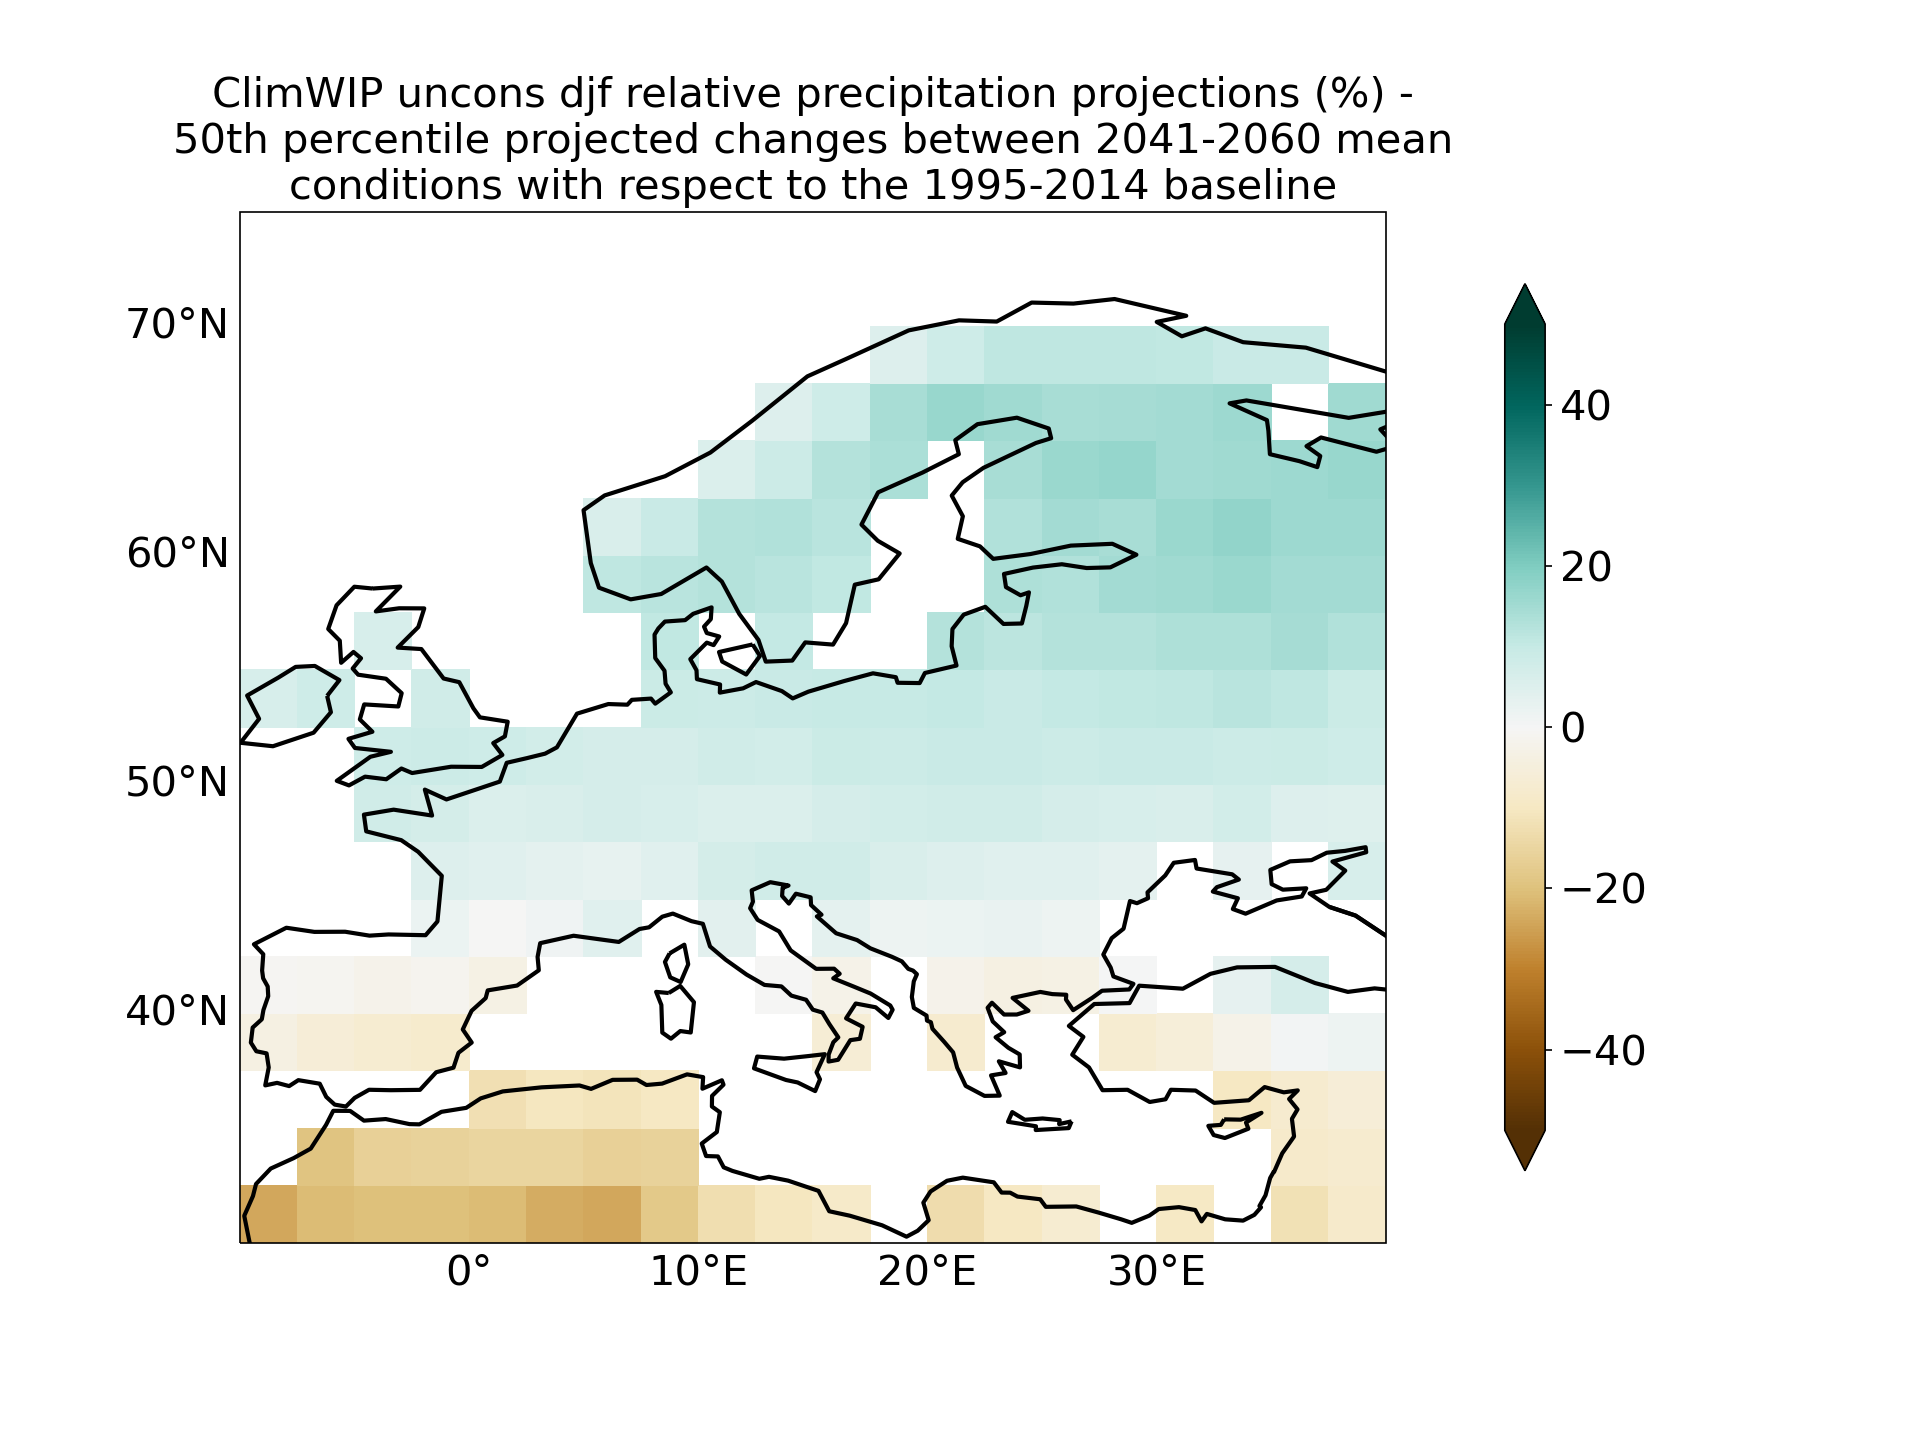 ClimWIP uncons djf relative precipitation projections (%) -
50th percentile projected changes between 2041-2060 mean
conditions with respect to the 1995-2014 baseline
70°N
60°N
50°N
40°N
0°
10°E
20°E
30°E
40
20
0
−20
−40